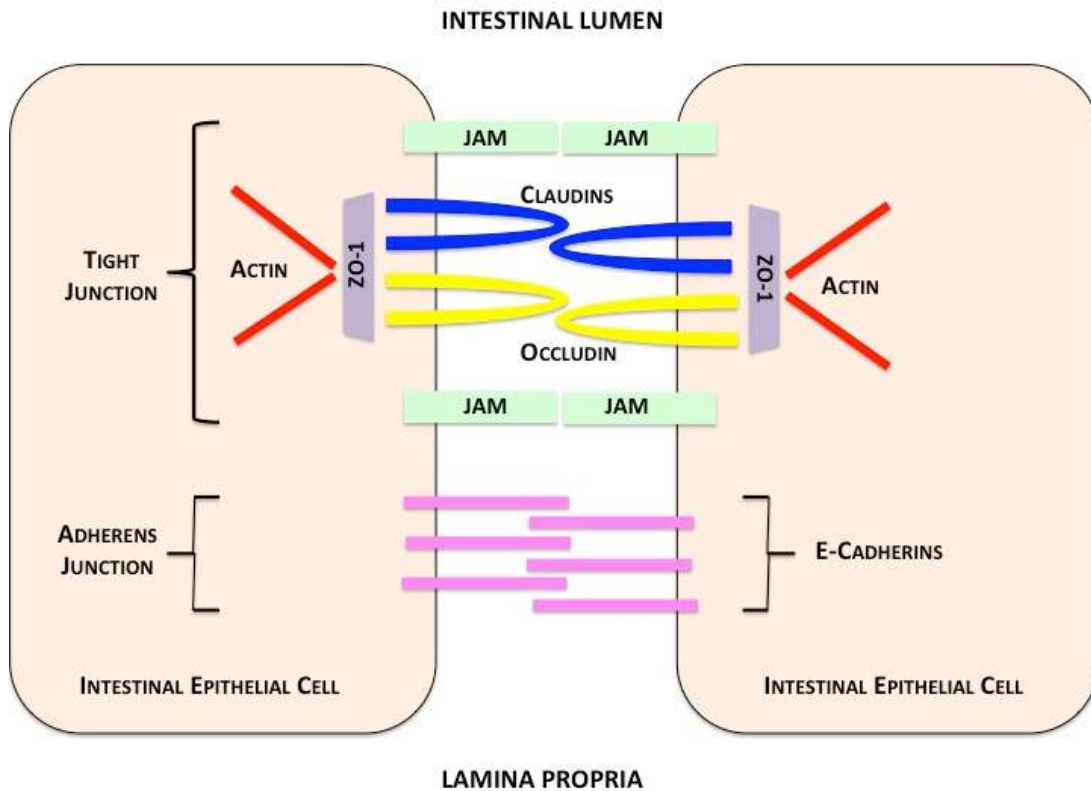 INTESTINAL LUMEN
JAM
JAM
CLAUDINS
TIGHT
JUNCTION
ACTIN
ZO-1
ZO-1
ACTIN
OCCLUDIN
JAM
JAM
ADHERENS
JUNCTION
E-CADHERINS
INTESTINAL EPITHELIAL CELL
INTESTINAL EPITHELIAL CELL
LAMINA PROPRIA